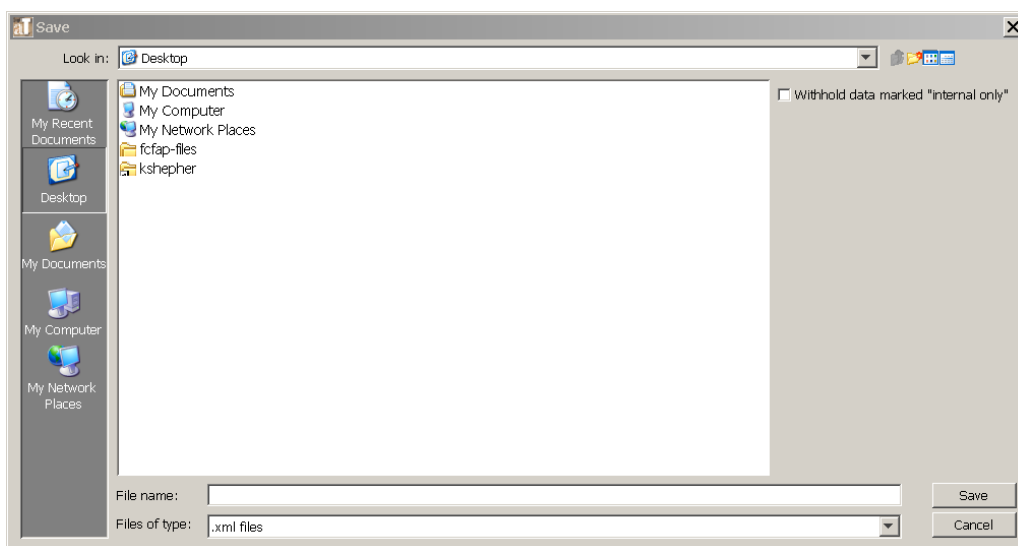 aT Save
Look in: Desktop
My Recent
Documents
Desktop
My Documents
My Computer
My Network
Places
My Documents
My Computer
My Network Places
fcfap-files
kshepher
Withhold data marked "internal only"
File name:
Save
Files of type: .xml files
Cancel